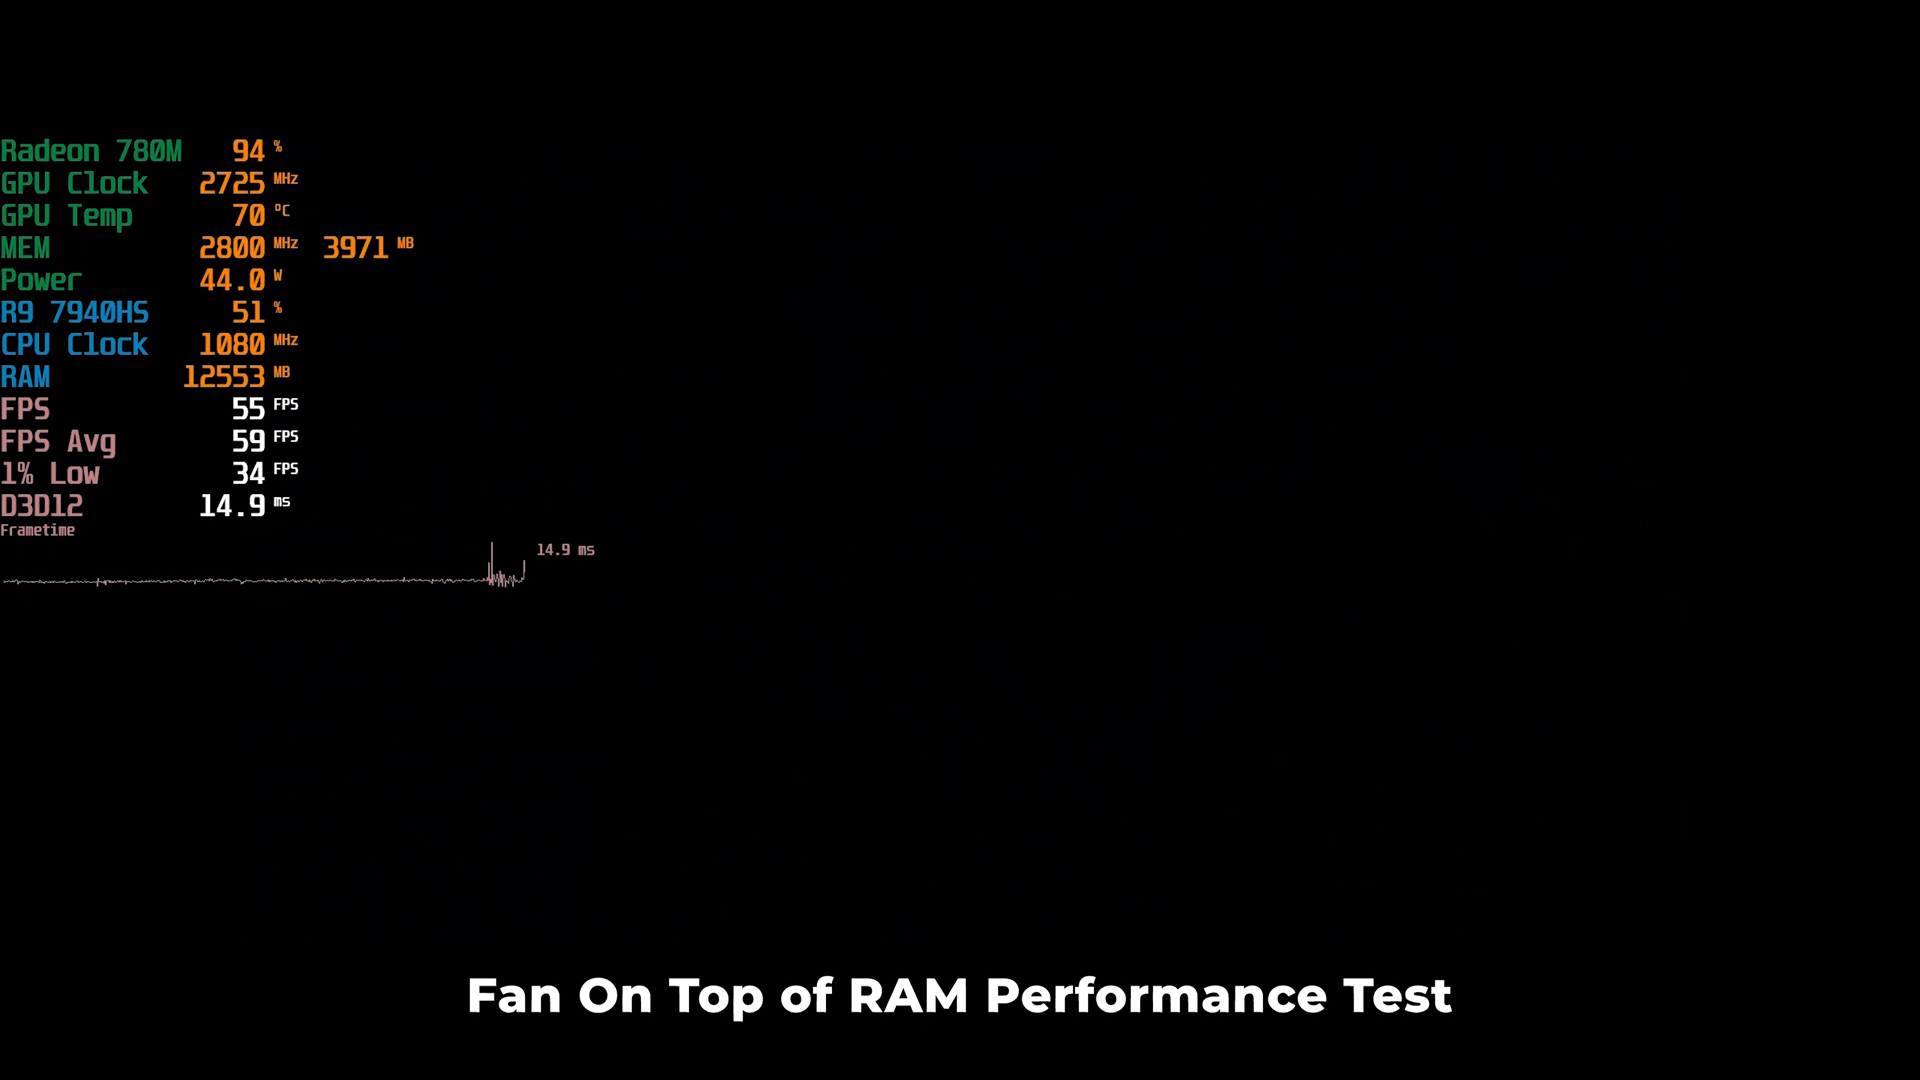 Radeon 780M 94 %
GPU Clock 2725 MHz
GPU Temp 70 °C
MEM 2800 MHz 3971 MB
Power 44.0 W
R9 7940HS 51 %
CPU Clock 1080 MHz
RAM 12553 MB
FPS 55 FPS
FPS Avg 59 FPS
1% Low 34 FPS
D3D12 14.9 ms
Frametime
14.9 ms
Fan On Top of RAM Performance Test